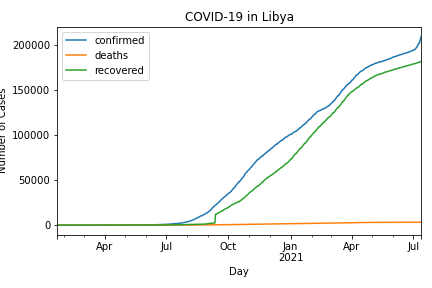 COVID-19 in Libya
confirmed
deaths
recovered
200000
150000
100000
50000
0
Number of Cases
Apr
Jul
Oct
Jan
2021
Apr
Jul
Day